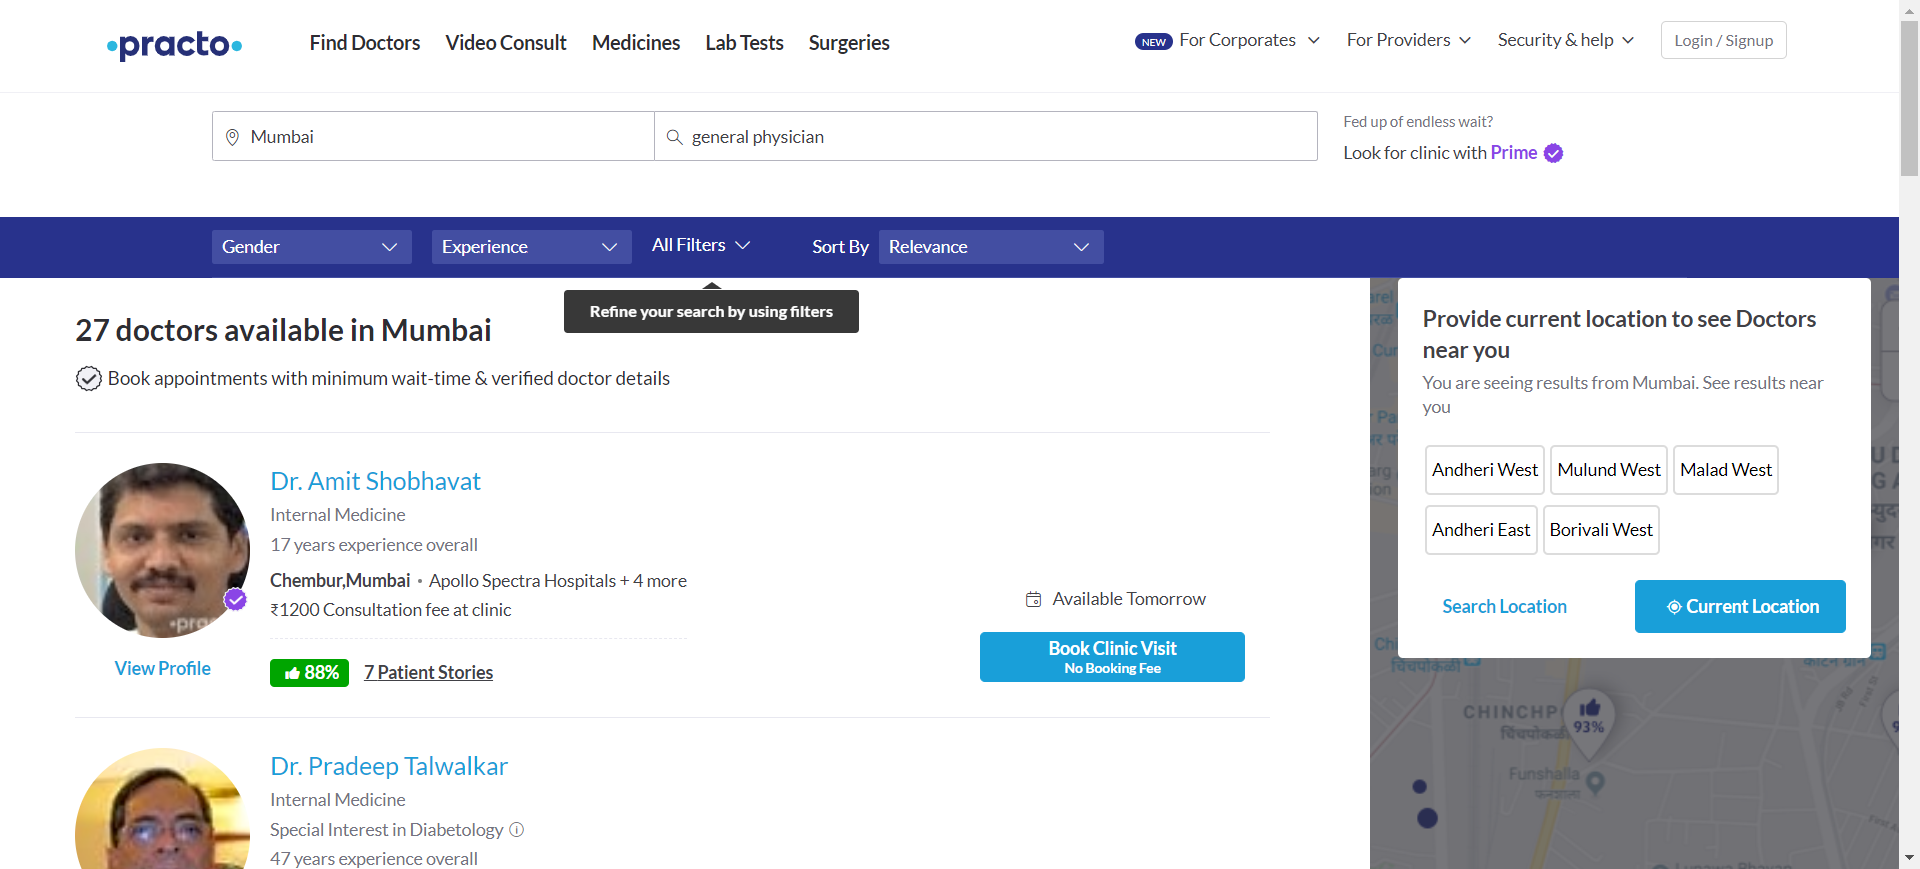 practo
Find Doctors
Video Consult
Medicines
Lab Tests
Surgeries
NEW For Corporates
For Providers
Security & help
Login / Signup
Mumbai
general physician
Fed up of endless wait?
Look for clinic with Prime
Gender
Experience
All Filters
Sort By
Relevance
Refine your search by using filters
27 doctors available in Mumbai
Book appointments with minimum wait-time & verified doctor details
Dr. Amit Shobhavat
Internal Medicine
17 years experience overall
Chembur,Mumbai • Apollo Spectra Hospitals + 4 more
₹1200 Consultation fee at clinic
View Profile
88%
7 Patient Stories
Available Tomorrow
Book Clinic Visit
No Booking Fee
Dr. Pradeep Talwalkar
Internal Medicine
Special Interest in Diabetology
47 years experience overall
Provide current location to see Doctors
near you
You are seeing results from Mumbai. See results near
you
Andheri West
Mulund West
Malad West
Andheri East
Borivali West
Search Location
Current Location
चिंचपोकळी
CHINCHP
चिंचपोकळी
93%
Funshalla
फनशाला